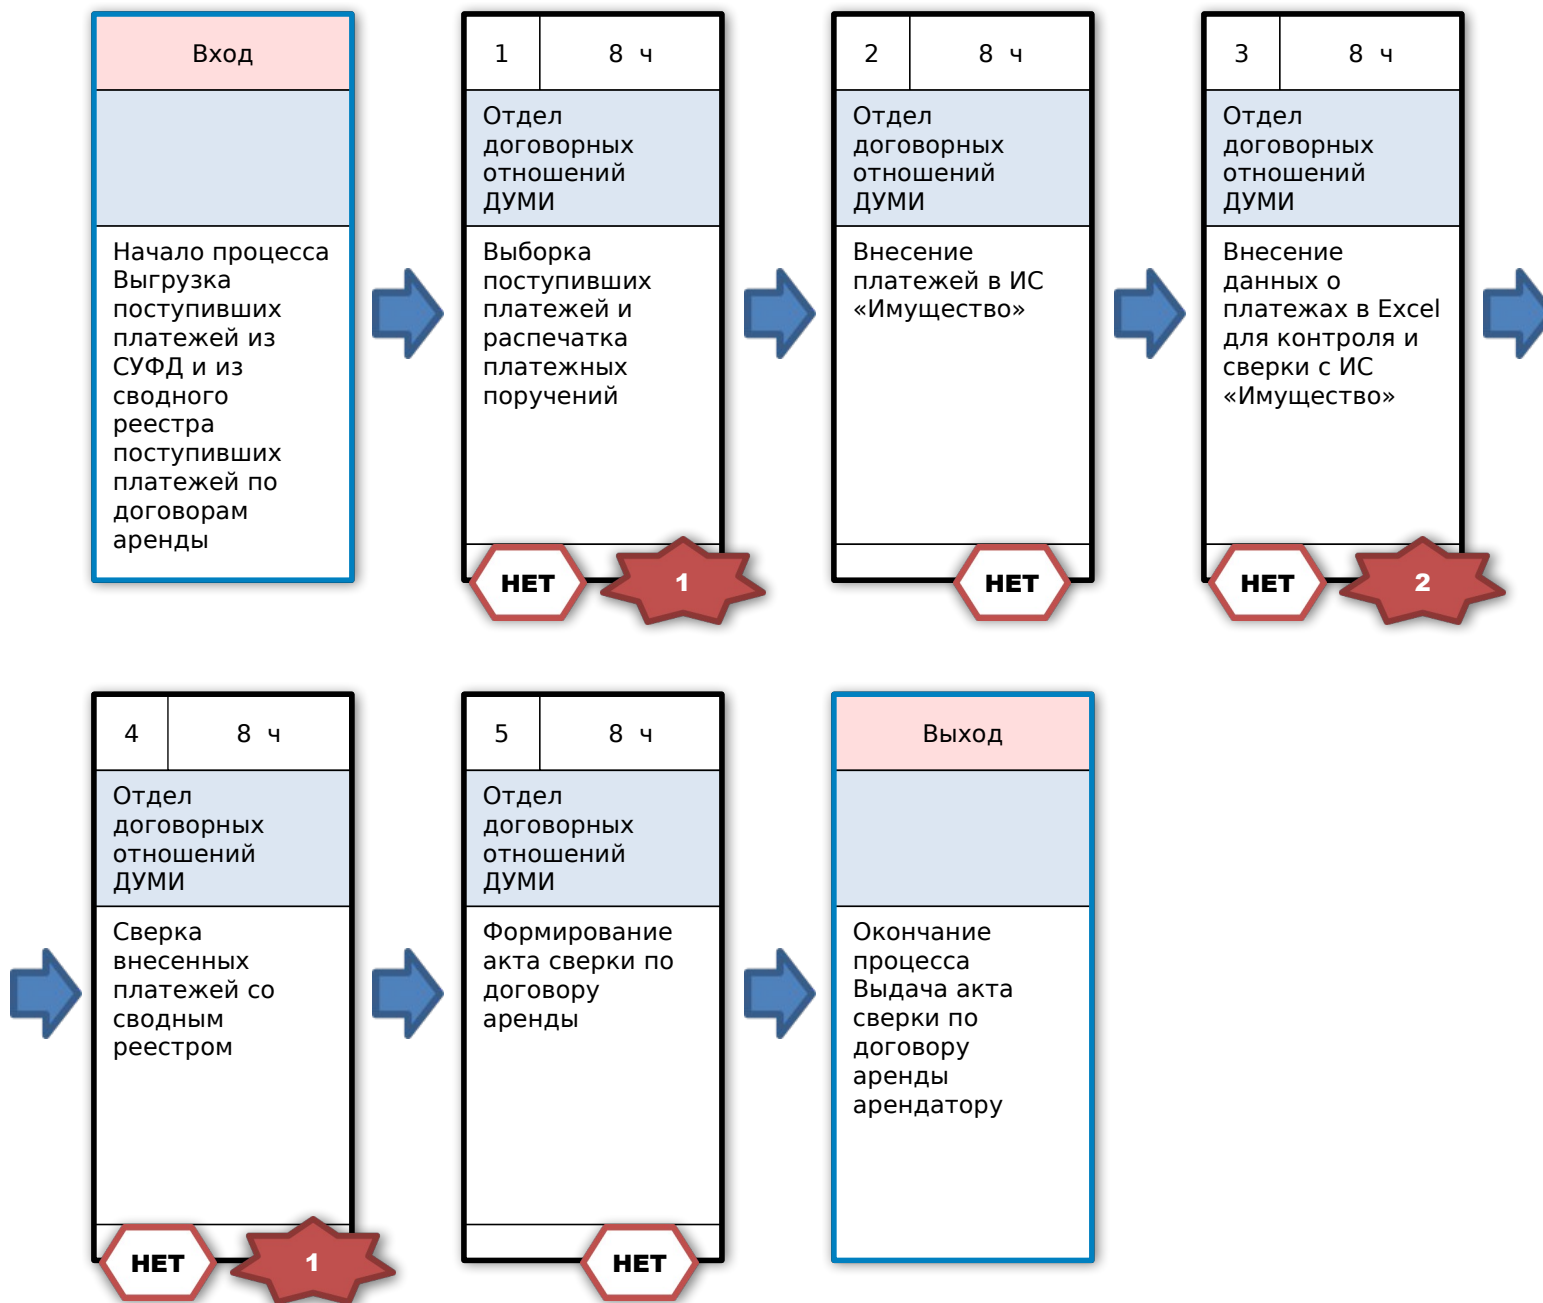 Вход
Начало процесса
Выгрузка
поступивших
платежей из
СУФД и из
сводного
реестра
поступивших
платежей по
договорам
аренды
1 8 ч
Отдел
договорных
отношений
ДУМИ
Выборка
поступивших
платежей и
распечатка
платежных
поручений
НЕТ 1
2 8 ч
Отдел
договорных
отношений
ДУМИ
Внесение
платежей в ИС
«Имущество»
НЕТ
3 8 ч
Отдел
договорных
отношений
ДУМИ
Внесение
данных о
платежах в Excel
для контроля и
сверки с ИС
«Имущество»
НЕТ 2
4 8 ч
Отдел
договорных
отношений
ДУМИ
Сверка
внесенных
платежей со
сводным
реестром
НЕТ 1
5 8 ч
Отдел
договорных
отношений
ДУМИ
Формирование
акта сверки по
договору
аренды
НЕТ
Выход
Окончание
процесса
Выдача акта
сверки по
договору
аренды
арендатору